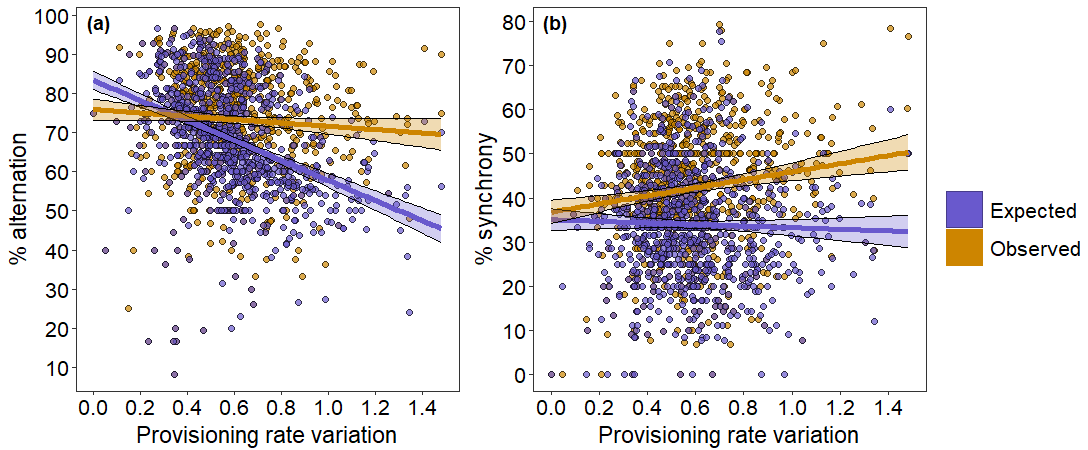 (a)
% alternation
100
90
80
70
60
50
40
30
20
10
0.0 0.2 0.4 0.6 0.8 1.0 1.2 1.4
Provisioning rate variation
(b)
% synchrony
80
70
60
50
40
30
20
10
0
0.0 0.2 0.4 0.6 0.8 1.0 1.2 1.4
Provisioning rate variation
Expected
Observed